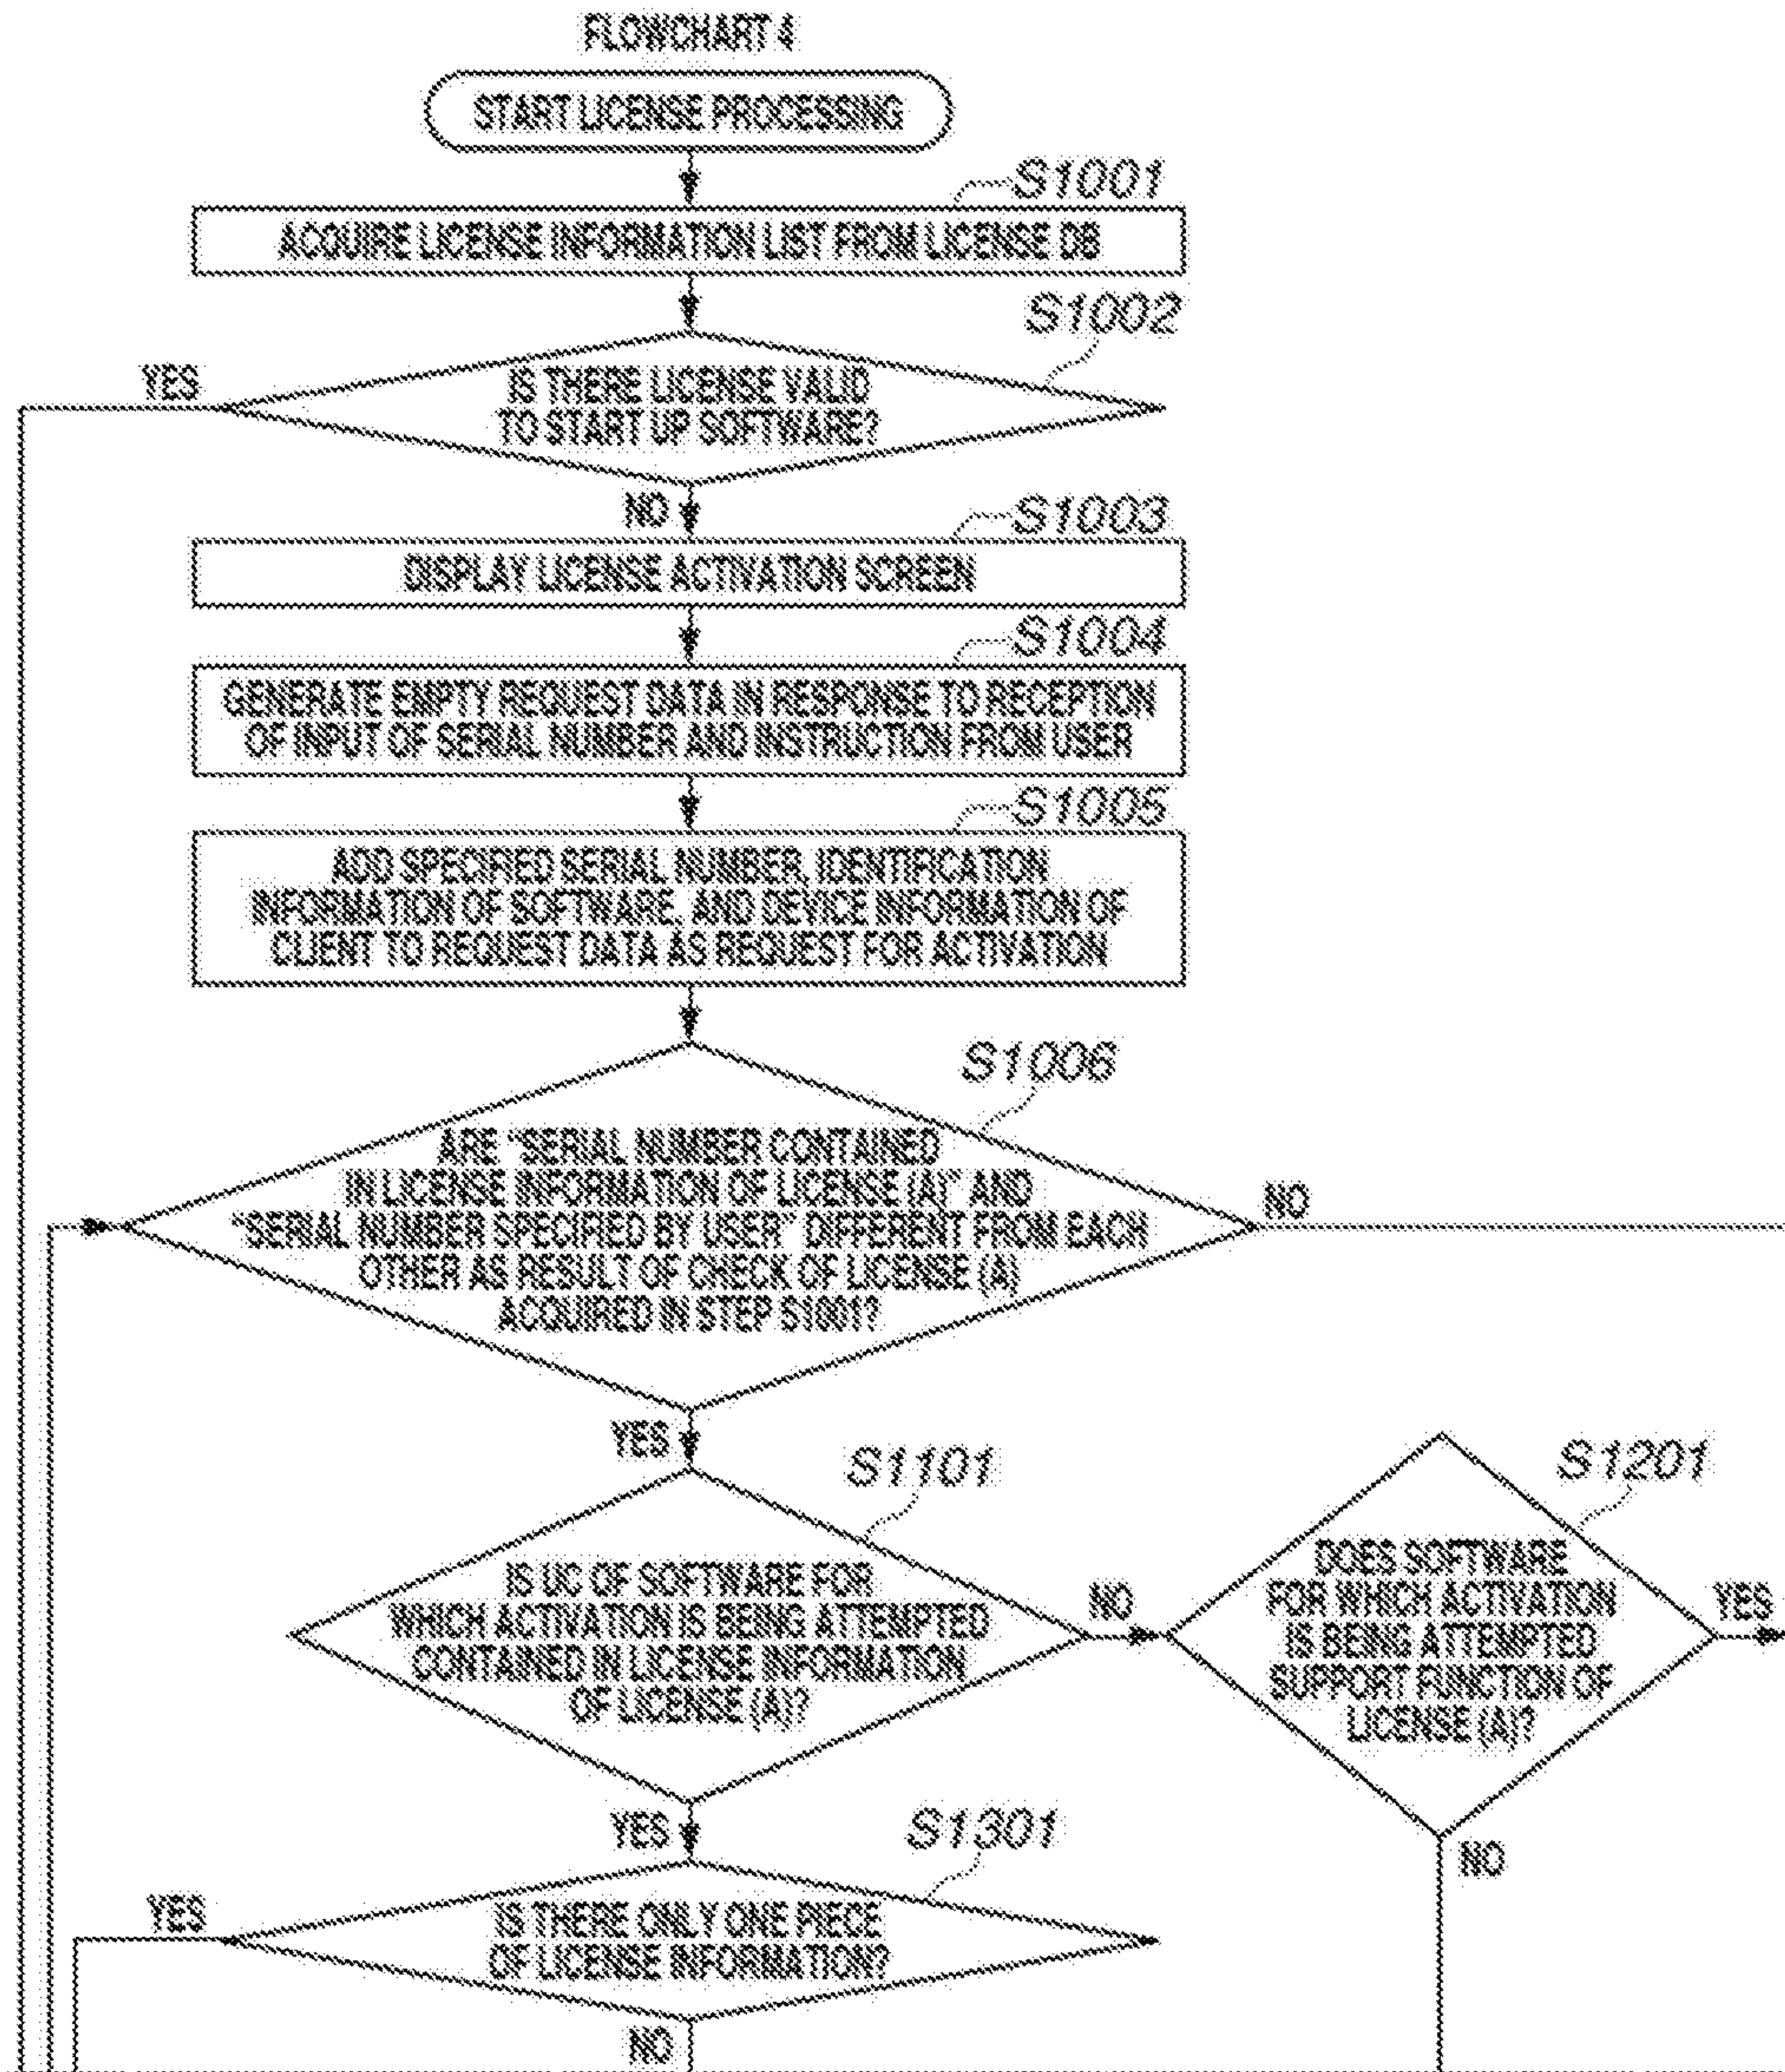 FLOWCHART 4
START LICENSE PROCESSING
S1001
ACQUIRE LICENSE INFORMATION LIST FROM LICENSE DB
S1002
YES
IS THERE LICENSE VALID
TO START UP SOFTWARE?
NO
S1003
DISPLAY LICENSE ACTIVATION SCREEN
S1004
GENERATE EMPTY REQUEST DATA IN RESPONSE TO RECEPTION
OF INPUT OF SERIAL NUMBER AND INSTRUCTION FROM USER
S1005
ADD SPECIFIED SERIAL NUMBER, IDENTIFICATION
INFORMATION OF SOFTWARE, AND DEVICE INFORMATION OF
CLIENT TO REQUEST DATA AS REQUEST FOR ACTIVATION
S1006
ARE "SERIAL NUMBER CONTAINED
IN LICENSE INFORMATION OF LICENSE (A)" AND
"SERIAL NUMBER SPECIFIED BY USER" DIFFERENT FROM EACH
OTHER AS RESULT OF CHECK OF LICENSE (A)
ACQUIRED IN STEP S1001?
NO
YES
S1101
IS UC OF SOFTWARE FOR
WHICH ACTIVATION IS BEING ATTEMPTED
CONTAINED IN LICENSE INFORMATION
OF LICENSE (A)?
NO
S1201
DOES SOFTWARE
FOR WHICH ACTIVATION
IS BEING ATTEMPTED
SUPPORT FUNCTION OF
LICENSE (A)?
YES
NO
YES
S1301
YES
IS THERE ONLY ONE PIECE
OF LICENSE INFORMATION?
NO